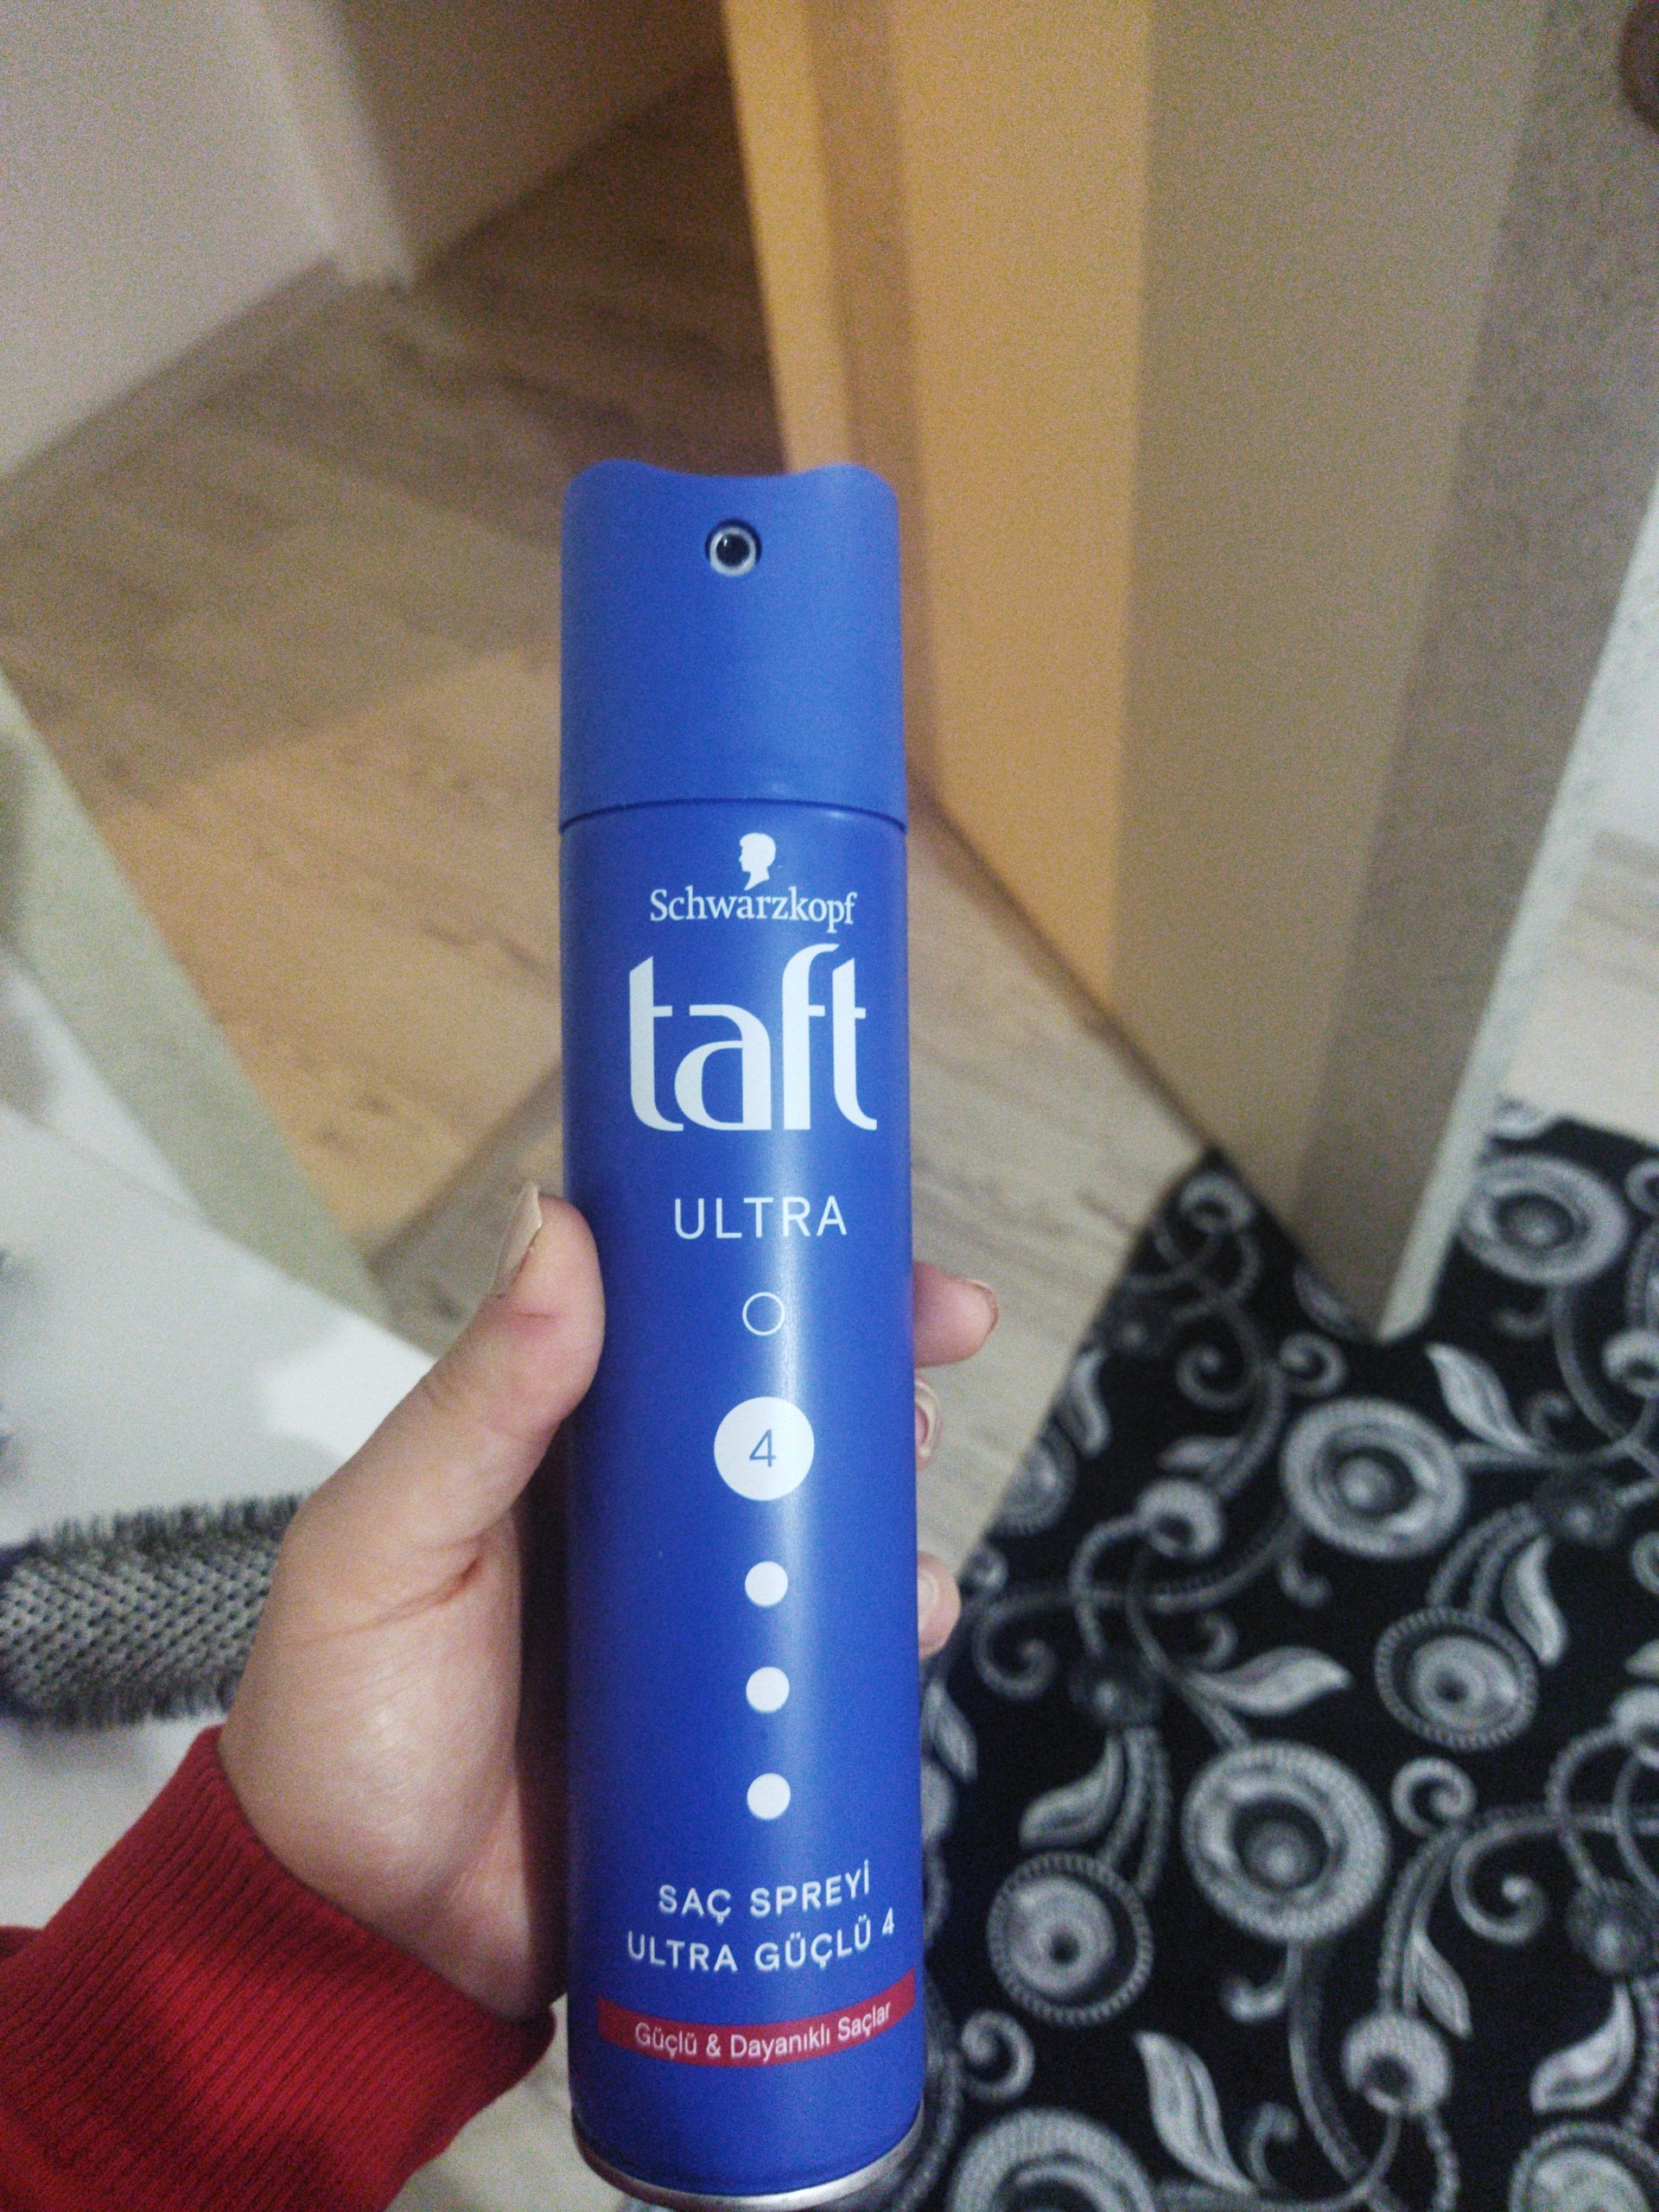 Schwarzkopf
taft
ULTRA
4
SAÇ SPREYİ
ULTRA GÜÇLÜ 4
Güçlü & Dayanıklı Saçlar